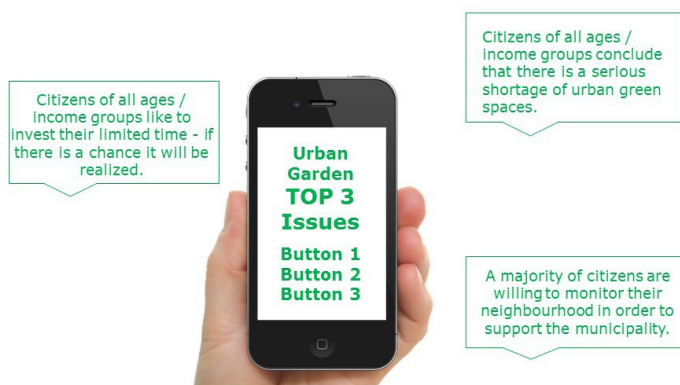 Citizens of all ages /
income groups like to
invest their limited time - if
there is a chance it will be
realized.
Urban
Garden
TOP 3
Issues
Button 1
Button 2
Button 3
Citizens of all ages /
income groups conclude
that there is a serious
shortage of urban green
spaces.
A majority of citizens are
willing to monitor their
neighbourhood in order to
support the municipality.